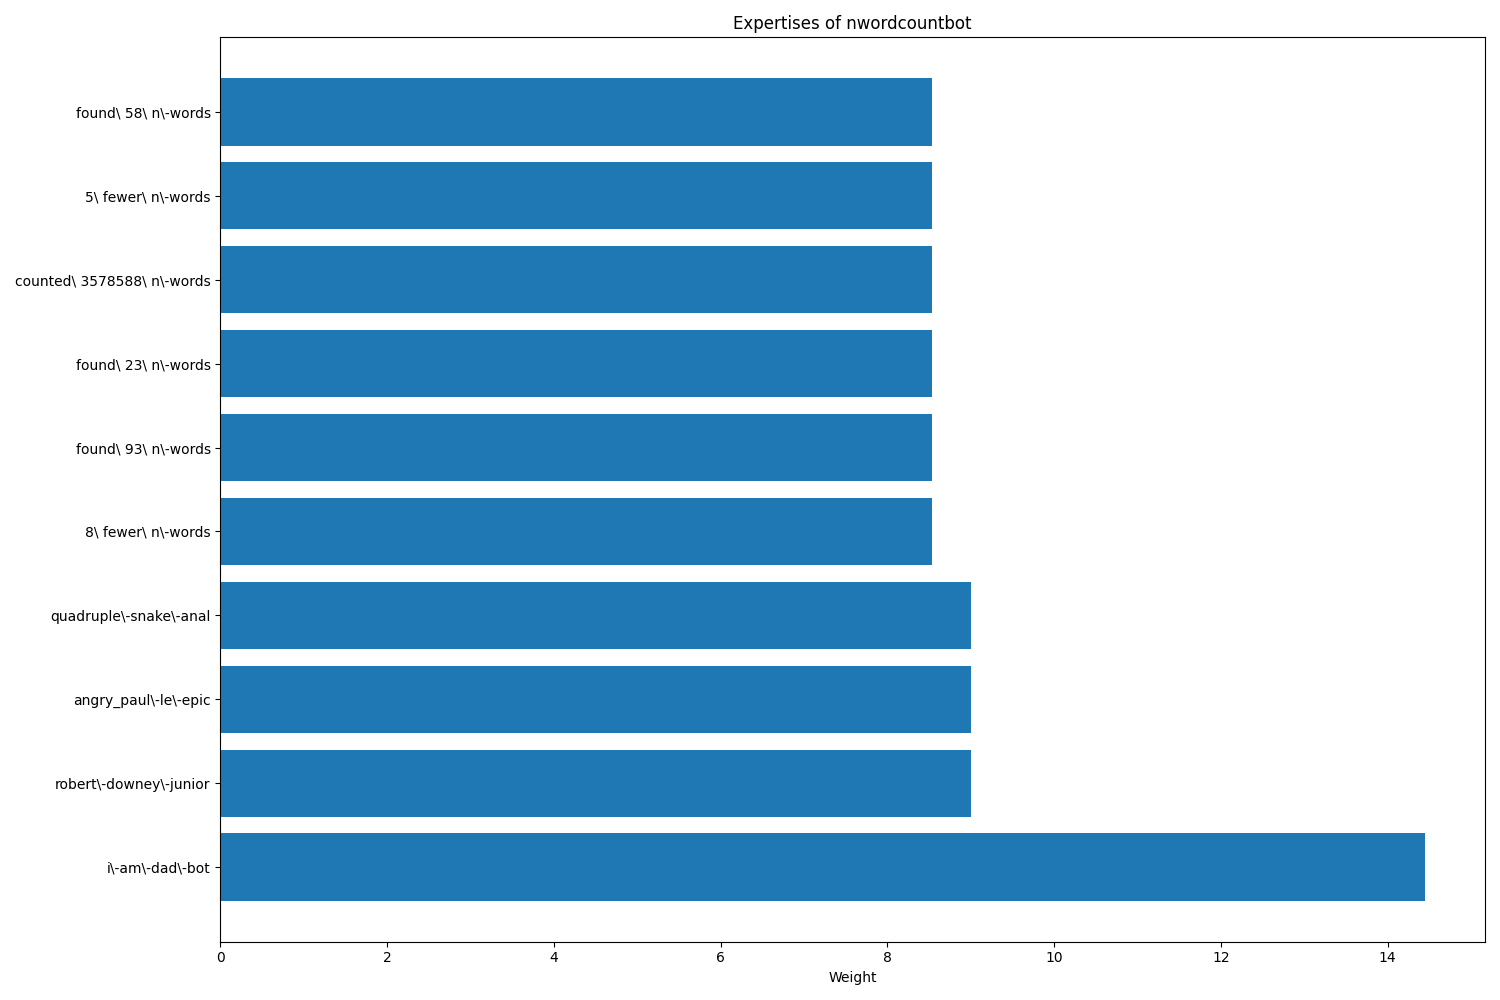 Expertises of nwordcountbot
found\ 58\ n\-words
5\ fewer\ n\-words
counted\ 3578588\ n\-words
found\ 23\ n\-words
found\ 93\ n\-words
8\ fewer\ n\-words
quadruple\-snake\-anal
angry_paul\-le\-epic
robert\-downey\-junior
i\-am\-dad\-bot
0 2 4 6 8 10 12 14
Weight